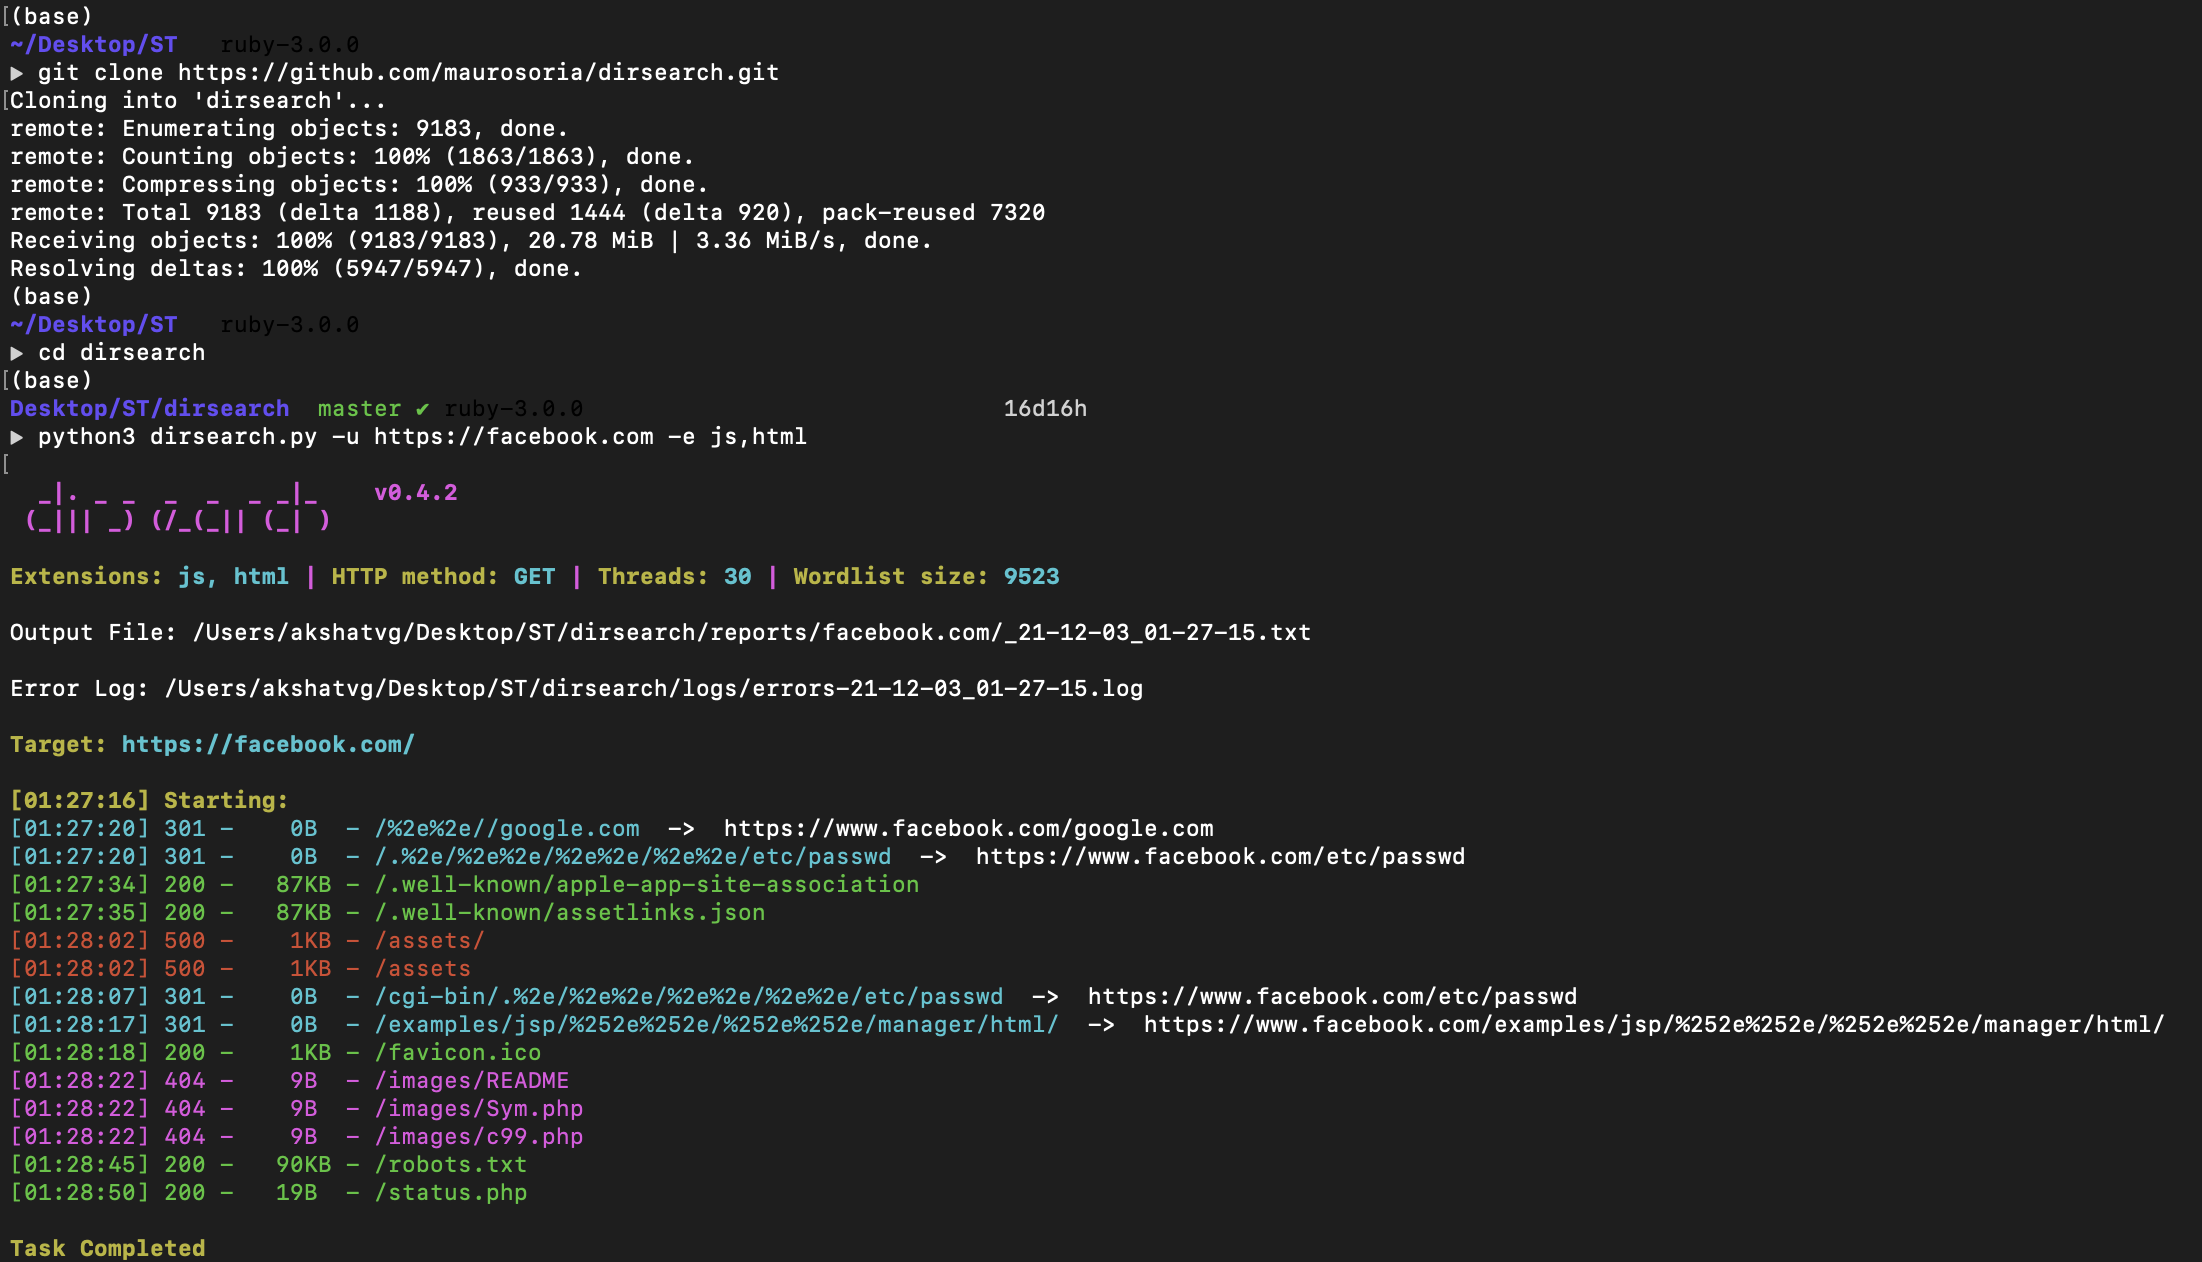 (base)
~/Desktop/ST   ruby-3.0.0
▶ git clone https://github.com/maurosoria/dirsearch.git
Cloning into 'dirsearch'...
remote: Enumerating objects: 9183, done.
remote: Counting objects: 100% (1863/1863), done.
remote: Compressing objects: 100% (933/933), done.
remote: Total 9183 (delta 1188), reused 1444 (delta 920), pack-reused 7320
Receiving objects: 100% (9183/9183), 20.78 MiB | 3.36 MiB/s, done.
Resolving deltas: 100% (5947/5947), done.
(base)
~/Desktop/ST   ruby-3.0.0
▶ cd dirsearch
(base)
Desktop/ST/dirsearch  master ✔ ruby-3.0.0                              16d16h
▶ python3 dirsearch.py -u https://facebook.com -e js,html
  _|. _ _  _  _  _ _|_    v0.4.2
 (_||| _) (/_(_|| (_| )
Extensions: js, html | HTTP method: GET | Threads: 30 | Wordlist size: 9523
Output File: /Users/akshatvg/Desktop/ST/dirsearch/reports/facebook.com/_21-12-03_01-27-15.txt
Error Log: /Users/akshatvg/Desktop/ST/dirsearch/logs/errors-21-12-03_01-27-15.log
Target: https://facebook.com/
[01:27:16] Starting:
[01:27:20] 301 -    0B  - /%2e%2e//google.com  ->  https://www.facebook.com/google.com
[01:27:20] 301 -    0B  - /.%2e/%2e%2e/%2e%2e/%2e%2e/etc/passwd  ->  https://www.facebook.com/etc/passwd
[01:27:34] 200 -   87KB - /.well-known/apple-app-site-association
[01:27:35] 200 -   87KB - /.well-known/assetlinks.json
[01:28:02] 500 -    1KB - /assets/
[01:28:02] 500 -    1KB - /assets
[01:28:07] 301 -    0B  - /cgi-bin/.%2e/%2e%2e/%2e%2e/%2e%2e/etc/passwd  ->  https://www.facebook.com/etc/passwd
[01:28:17] 301 -    0B  - /examples/jsp/%252e%252e/%252e%252e/manager/html/  ->  https://www.facebook.com/examples/jsp/%252e%252e/%252e%252e/manager/html/
[01:28:18] 200 -    1KB - /favicon.ico
[01:28:22] 404 -    9B  - /images/README
[01:28:22] 404 -    9B  - /images/Sym.php
[01:28:22] 404 -    9B  - /images/c99.php
[01:28:45] 200 -   90KB - /robots.txt
[01:28:50] 200 -   19B  - /status.php
Task Completed